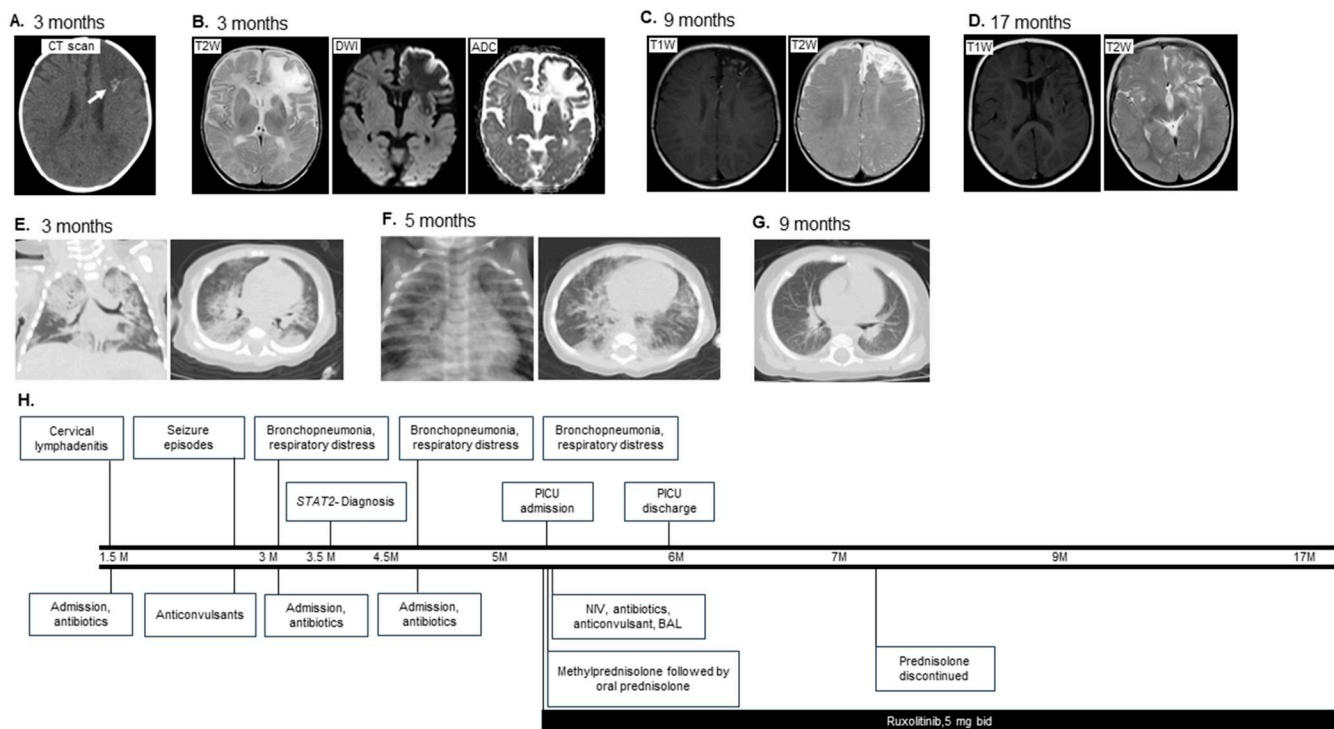 A. 3 months
CT scan
B. 3 months
T2W
DWI
ADC
C. 9 months
T1W
T2W
D. 17 months
T1W
T2W
E. 3 months
F. 5 months
G. 9 months
H.
Cervical
lymphadenitis
Seizure
episodes
Bronchopneumonia,
respiratory distress
Bronchopneumonia,
respiratory distress
Bronchopneumonia,
respiratory distress
STAT2- Diagnosis
PICU
admission
PICU
discharge
1.5 M
3 M
3.5 M
4.5M
5M
6M
7M
9M
17M
Admission,
antibiotics
Anticonvulsants
Admission,
antibiotics
Admission,
antibiotics
NIV, antibiotics,
anticonvulsant, BAL
Methylprednisolone followed by
oral prednisolone
Prednisolone
discontinued
Ruxolitinib,5 mg bid